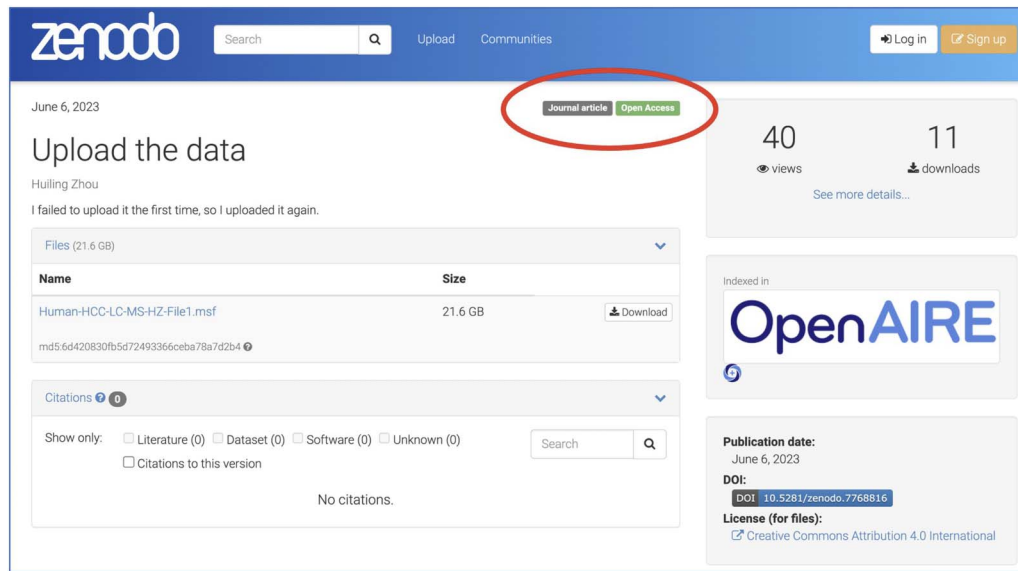 zenodo
Search
Upload Communities
Log in
Sign up
June 6, 2023
Journal article Open Access
Upload the data
Huiling Zhou
I failed to upload it the first time, so I uploaded it again.
Files (21.6 GB)
Name Size
Human-HCC-LC-MS-HZ-File1.msf 21.6 GB Download
md5:6d420830fb5d72493366ceba78a7d2b4
Citations 0
Show only: Literature (0) Dataset (0) Software (0) Unknown (0)
Search
Citations to this version
No citations.
40 11
views downloads
See more details...
Indexed in
OpenAIRE
Publication date:
June 6, 2023
DOI:
DOI 10.5281/zenodo.7768816
License (for files):
Creative Commons Attribution 4.0 International